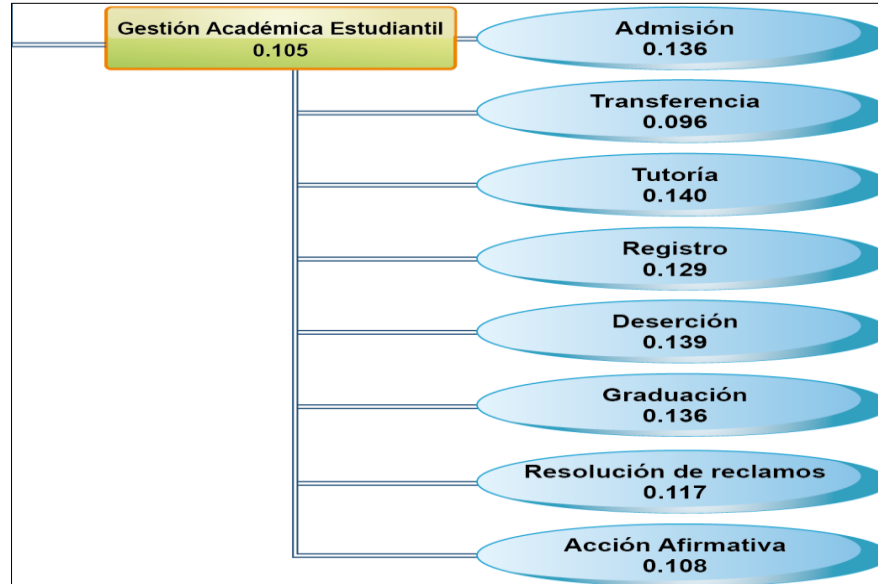 Gestión Académica Estudiantil
0.105
Admisión
0.136
Transferencia
0.096
Tutoría
0.140
Registro
0.129
Deserción
0.139
Graduación
0.136
Resolución de reclamos
0.117
Acción Afirmativa
0.108